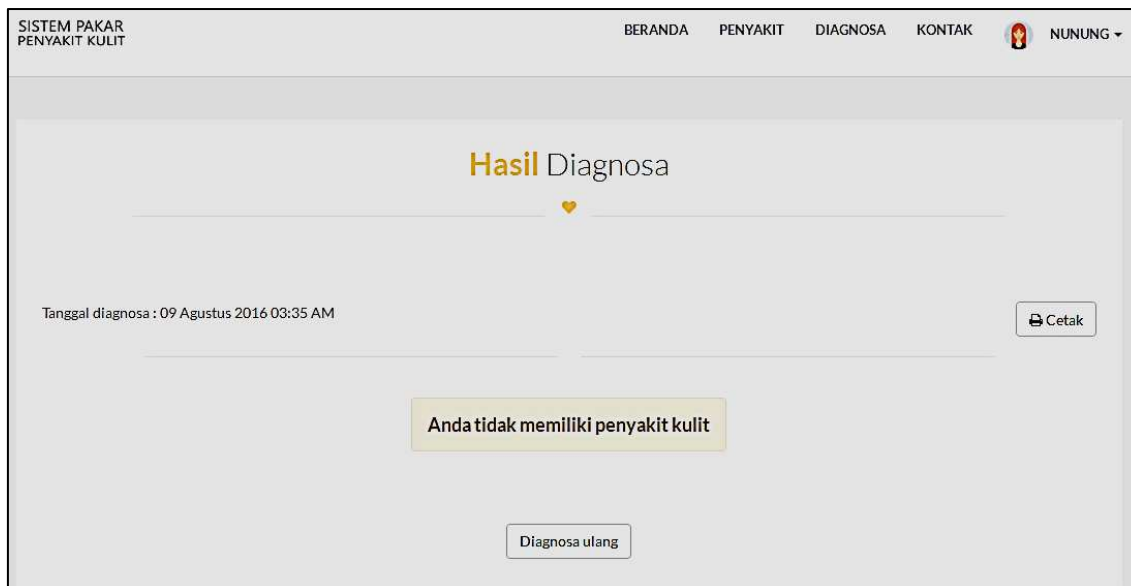 SISTEM PAKAR
PENYAKIT KULIT
BERANDA PENYAKIT DIAGNOSA KONTAK NUNUNG
Hasil Diagnosa
Tanggal diagnosa : 09 Agustus 2016 03:35 AM
Cetak
Anda tidak memiliki penyakit kulit
Diagnosa ulang